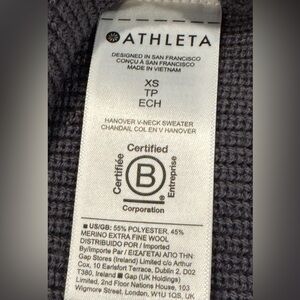 ATHLETA
DESIGNED IN SAN FRANCISCO
CONÇU À SAN FRANCISCO
MADE IN VIETNAM
XS
TP
ECH
HANOVER V-NECK SWEATER
CHANDAIL COL EN V HANOVER
Certified
Certifiée
B
Entreprise
Corporation
■ US/GB: 55% POLYESTER, 45%
MERINO EXTRA FINE WOOL
DISTRIBUIDO POR / Imported
By/Importe Par / ΕΙΣΑΓΕΤΑΙ ΑΠΟ ΤΗΝ
Gap Stores (Ireland) Limited c/o Arthur
Cox, 10 Earlsfort Terrace, Dublin 2, D02
T380, Ireland ■ Gap (UK Holdings)
Limited, 2nd Floor Nations House, 103
Wigmore Street, London, W1U 1QS, UK